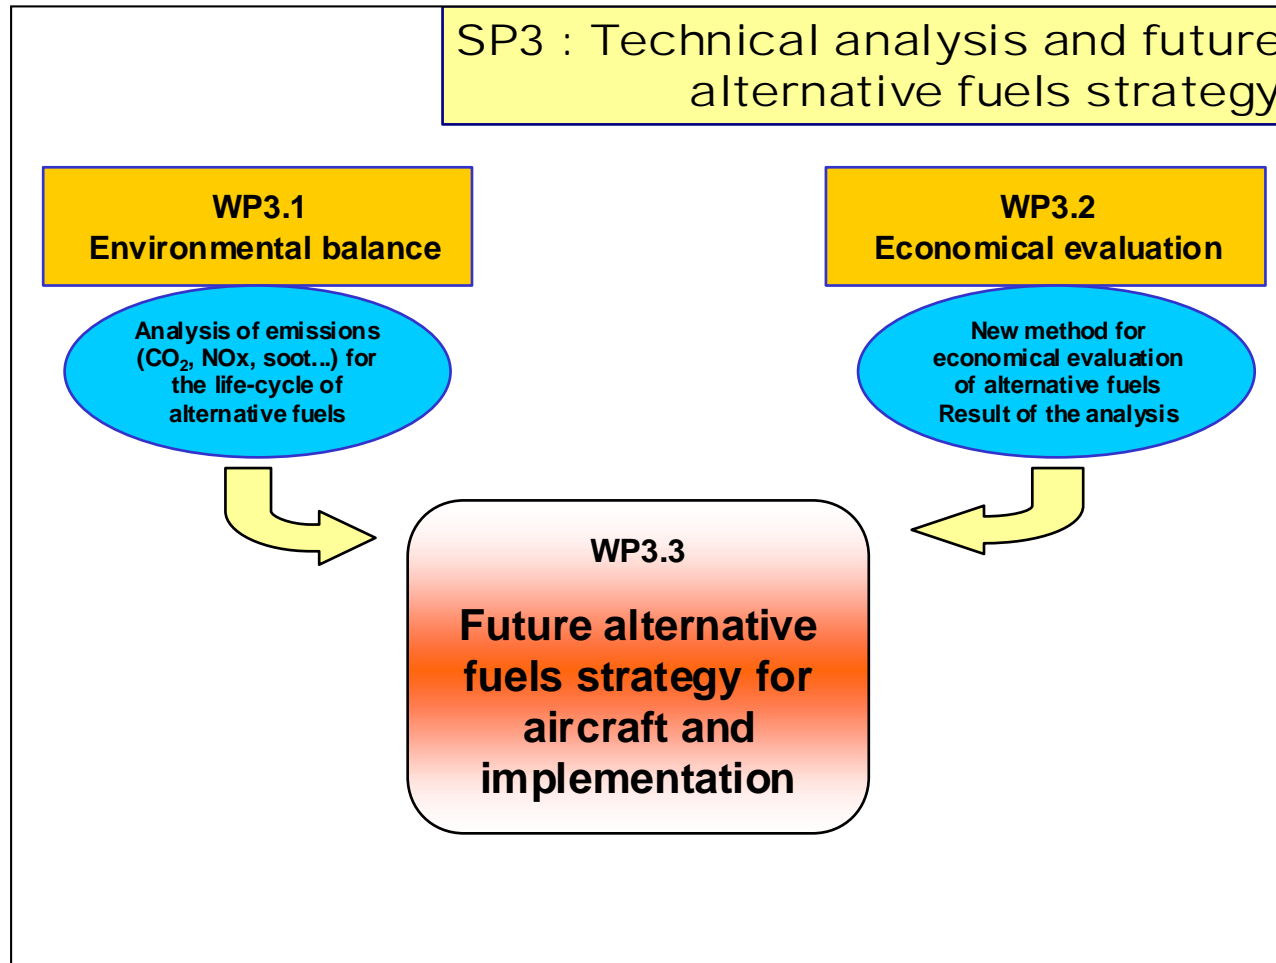 SP3 : Technical analysis and future
alternative fuels strategy
WP3.1
Environmental balance
WP3.2
Economical evaluation
Analysis of emissions
(CO₂, NOx, soot...) for
the life-cycle of
alternative fuels
New method for
economical evaluation
of alternative fuels
Result of the analysis
WP3.3
Future alternative
fuels strategy for
aircraft and
implementation